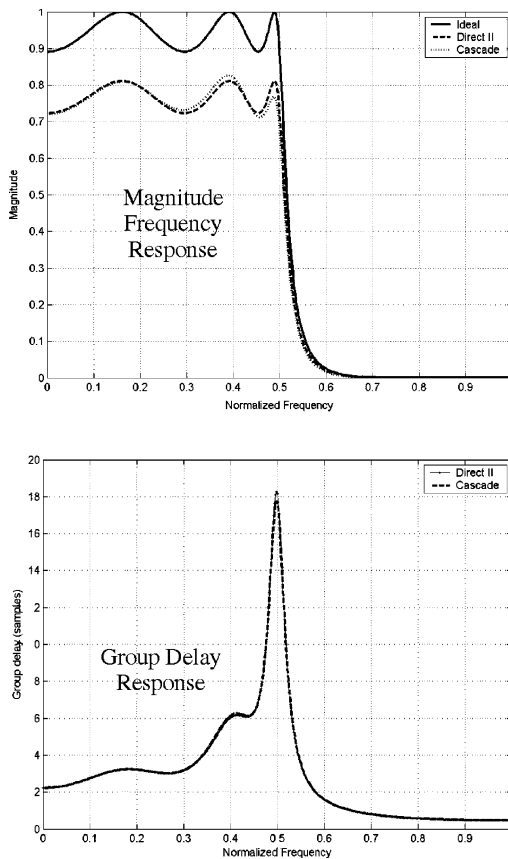 1
0.9
0.8
0.7
0.6
0.5
0.4
0.3
0.2
0.1
0
Magnitude
Ideal
Direct II
Cascade
Magnitude
Frequency
Response
0 0.1 0.2 0.3 0.4 0.5 0.6 0.7 0.8 0.9
Normalized Frequency
20
18
16
14
2
0
8
6
4
2
0
Group delay (samples)
Direct II
Cascade
Group Delay
Response
0 0.1 0.2 0.3 0.4 0.5 0.6 0.7 0.8 0.9
Normalized Frequency